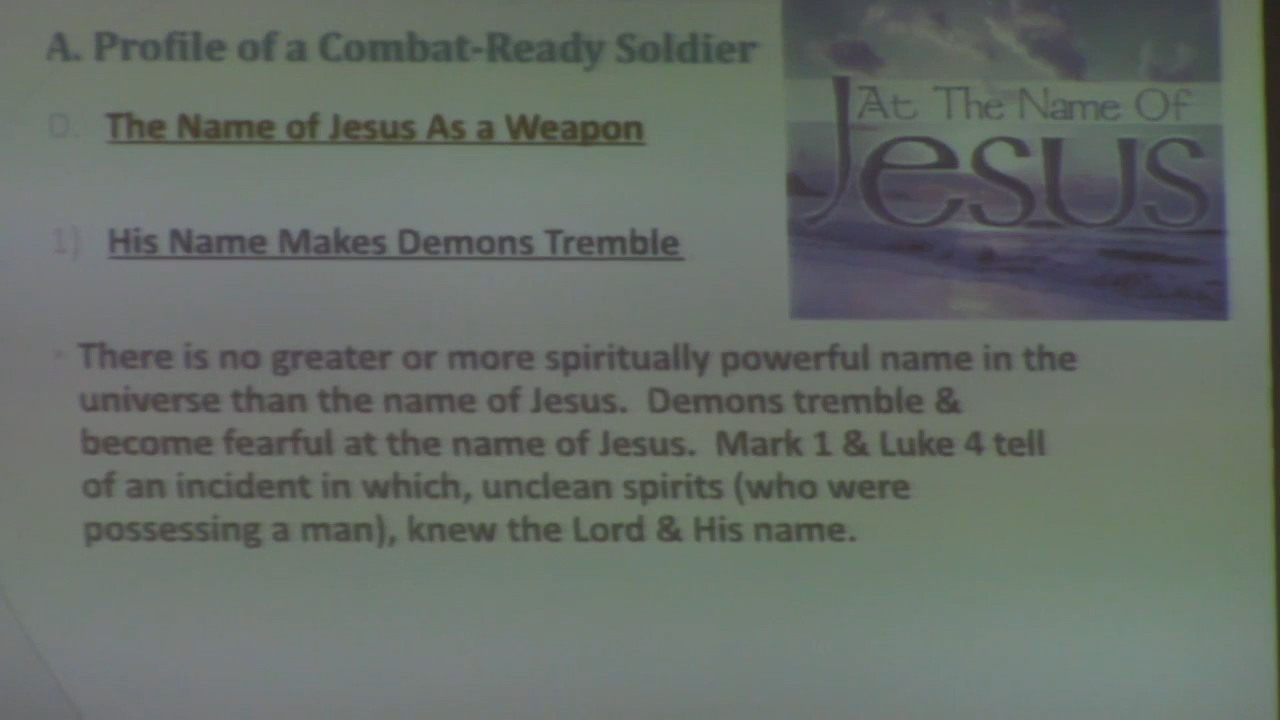 A. Profile of a Combat-Ready Soldier
At The Name Of
Jesus
D. The Name of Jesus As a Weapon
1) His Name Makes Demons Tremble
There is no greater or more spiritually powerful name in the
universe than the name of Jesus. Demons tremble &
become fearful at the name of Jesus. Mark 1 & Luke 4 tell
of an incident in which, unclean spirits (who were
possessing a man), knew the Lord & His name.